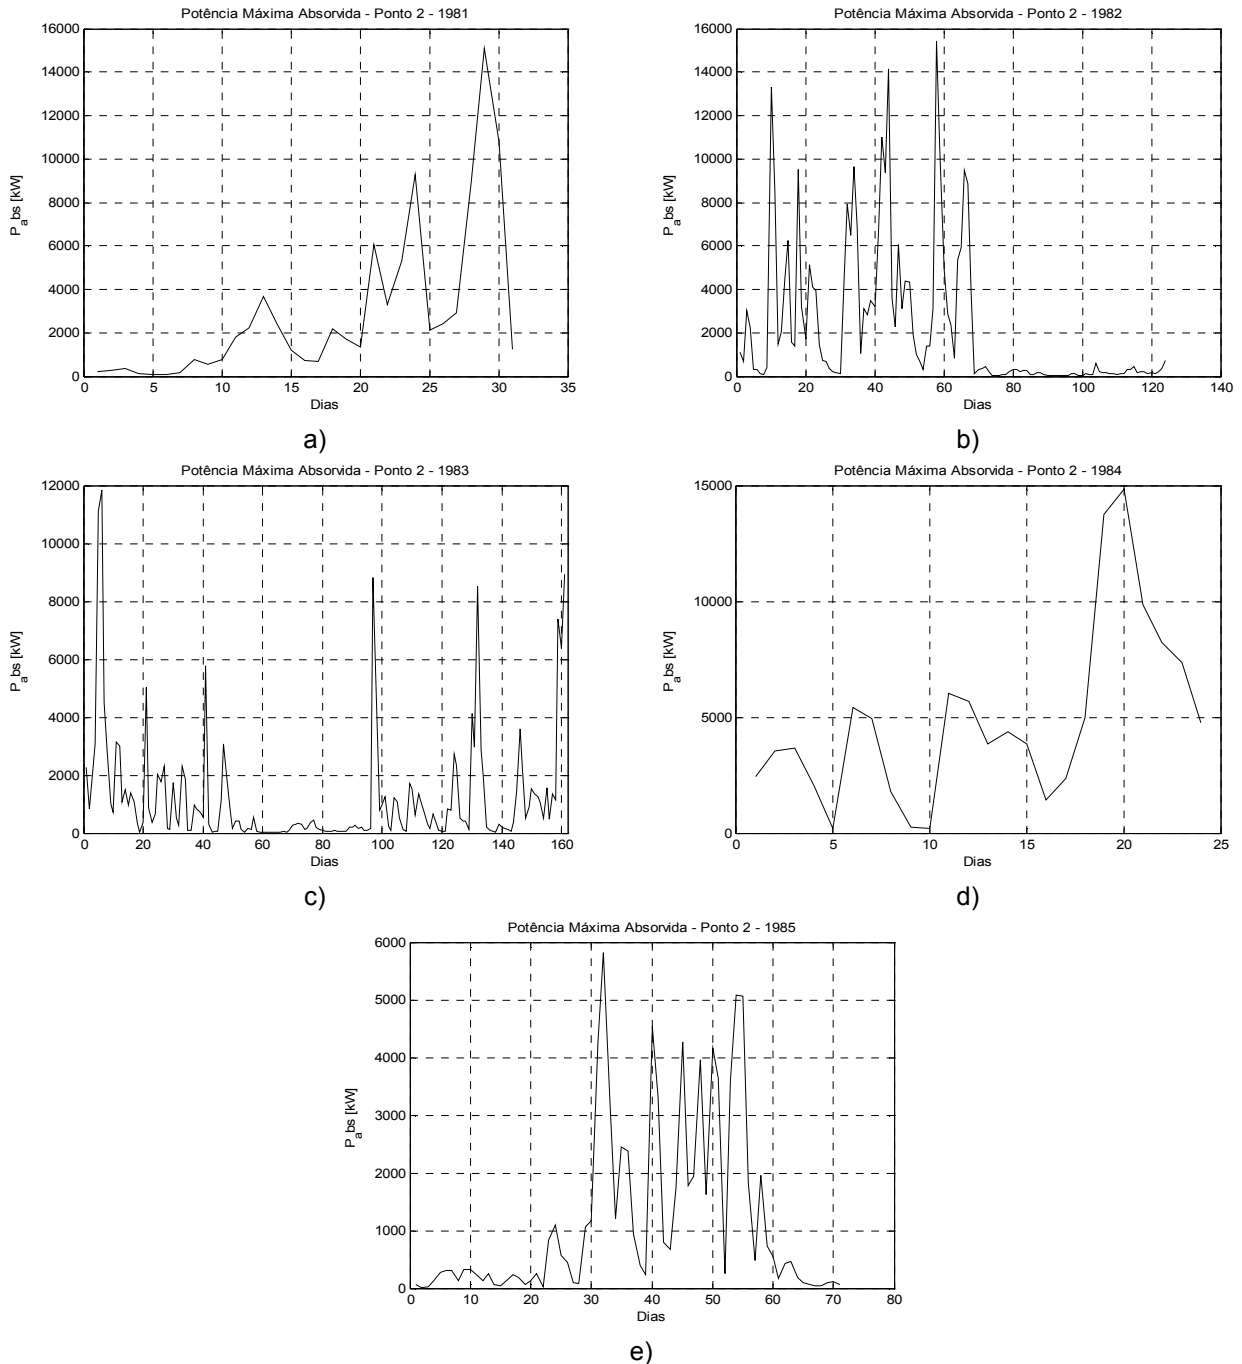 Potência Máxima Absorvida - Ponto 2 - 1981
16000
14000
12000
10000
8000
6000
4000
2000
0
P_abs [kW]
0 5 10 15 20 25 30 35
Dias
a)
Potência Máxima Absorvida - Ponto 2 - 1982
16000
14000
12000
10000
8000
6000
4000
2000
0
P_abs [kW]
0 20 40 60 80 100 120 140
Dias
b)
Potência Máxima Absorvida - Ponto 2 - 1983
12000
10000
8000
6000
4000
2000
0
P_abs [kW]
0 20 40 60 80 100 120 140 160
Dias
c)
Potência Máxima Absorvida - Ponto 2 - 1984
15000
10000
5000
0
P_abs [kW]
0 5 10 15 20 25
Dias
d)
Potência Máxima Absorvida - Ponto 2 - 1985
6000
5000
4000
3000
2000
1000
0
P_abs [kW]
0 10 20 30 40 50 60 70 80
Dias
e)